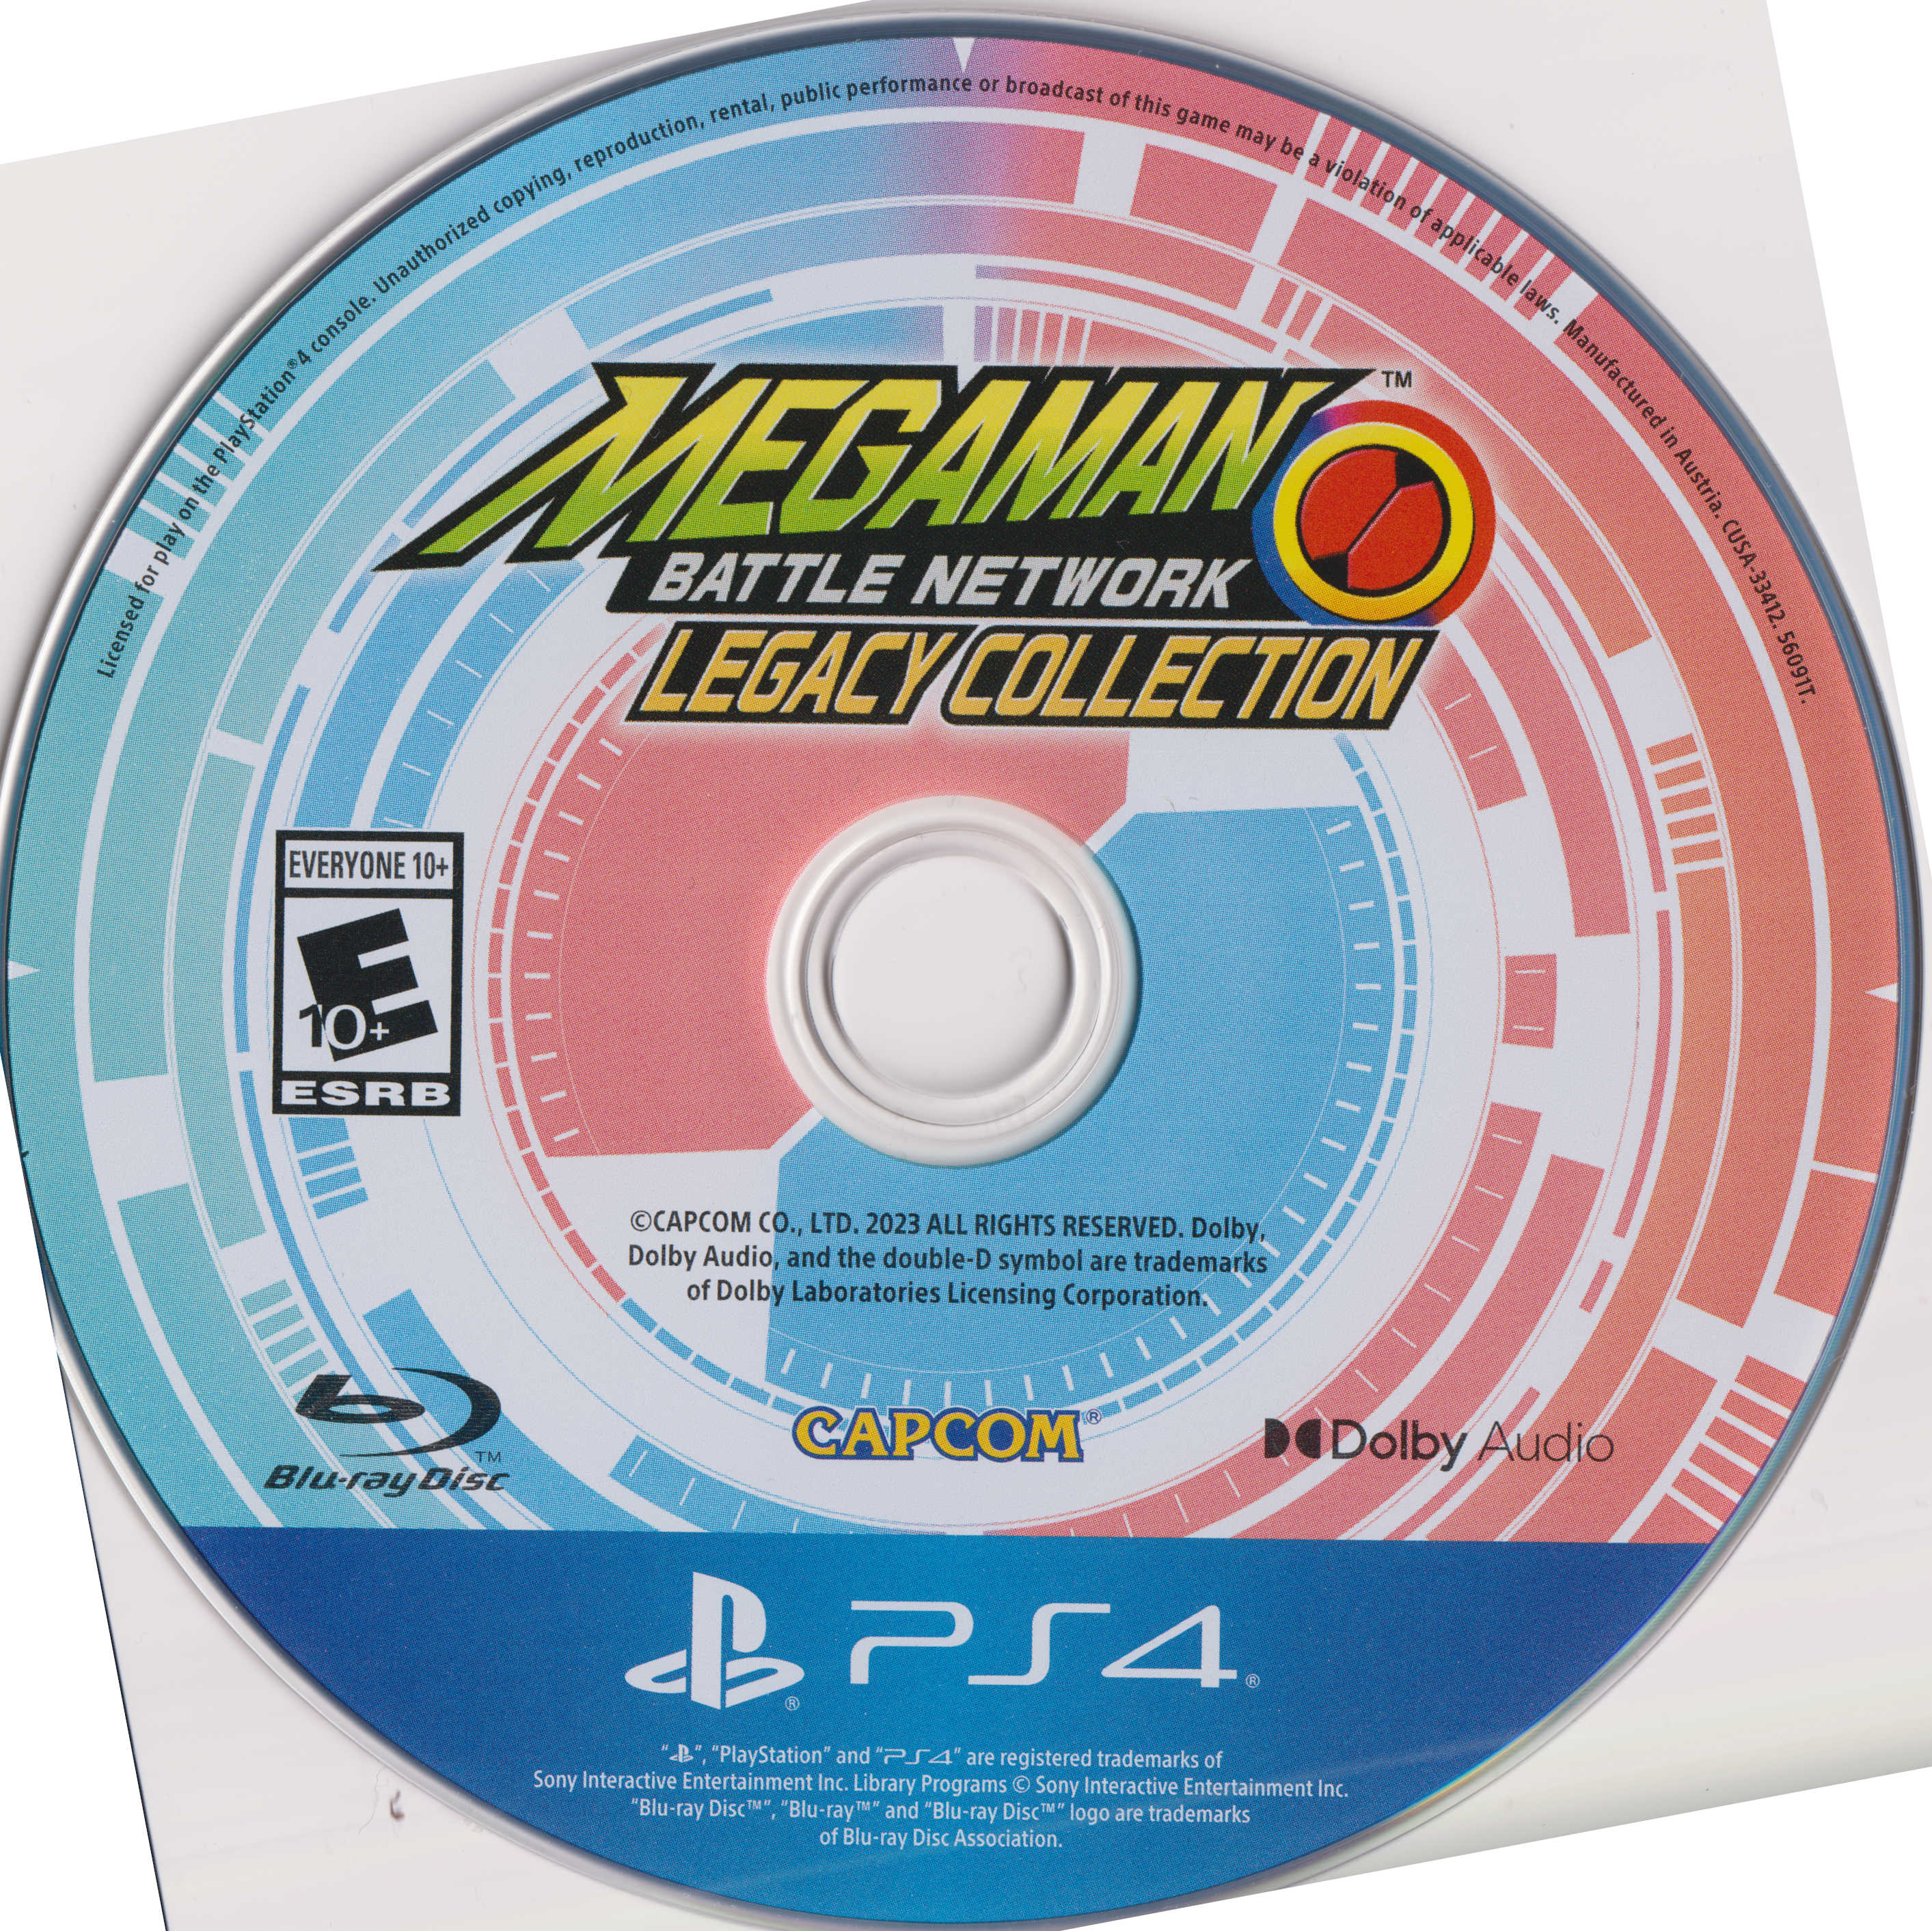 Licensed for play on the PlayStation®4 console. Unauthorized copying, reproduction, rental, public performance or broadcast of this game may be a violation of applicable laws. Manufactured in Austria. CUSA-33412. 56091T.
MEGAMAN™
BATTLE NETWORK
LEGACY COLLECTION
EVERYONE 10+
E
10+
ESRB
©CAPCOM CO., LTD. 2023 ALL RIGHTS RESERVED. Dolby,
Dolby Audio, and the double-D symbol are trademarks
of Dolby Laboratories Licensing Corporation.
Blu-ray Disc™
CAPCOM®
Dolby Audio
PS4®
"PS", "PlayStation" and "PS4" are registered trademarks of
Sony Interactive Entertainment Inc. Library Programs © Sony Interactive Entertainment Inc.
"Blu-ray Disc™", "Blu-ray™" and "Blu-ray Disc™" logo are trademarks
of Blu-ray Disc Association.